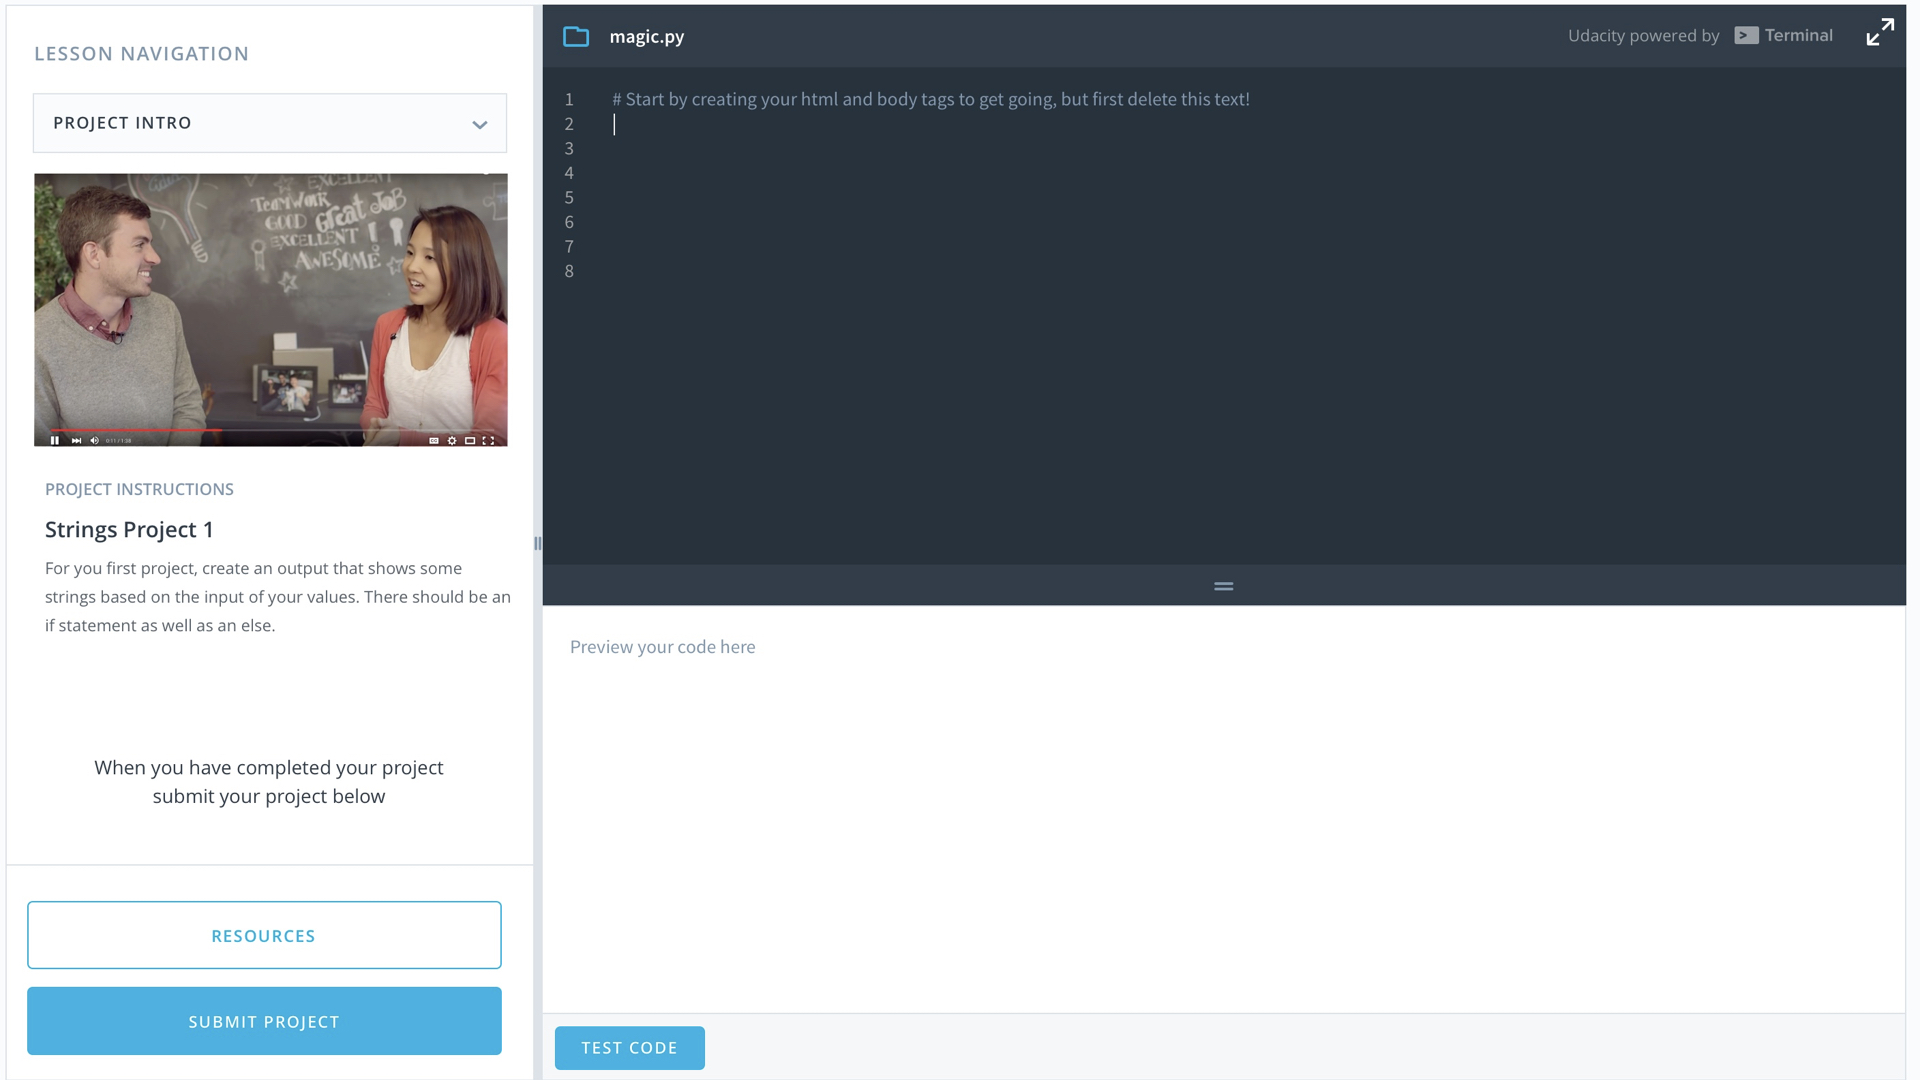 LESSON NAVIGATION
PROJECT INTRO
EXCELLENT
TEAMWORK
GOOD Great JoB
EXCELLENT !
AWESOME
0:11 / 1:38
PROJECT INSTRUCTIONS
Strings Project 1
For you first project, create an output that shows some
strings based on the input of your values. There should be an
if statement as well as an else.
When you have completed your project
submit your project below
RESOURCES
SUBMIT PROJECT
magic.py
Udacity powered by > Terminal
1 # Start by creating your html and body tags to get going, but first delete this text!
2
3
4
5
6
7
8
Preview your code here
TEST CODE